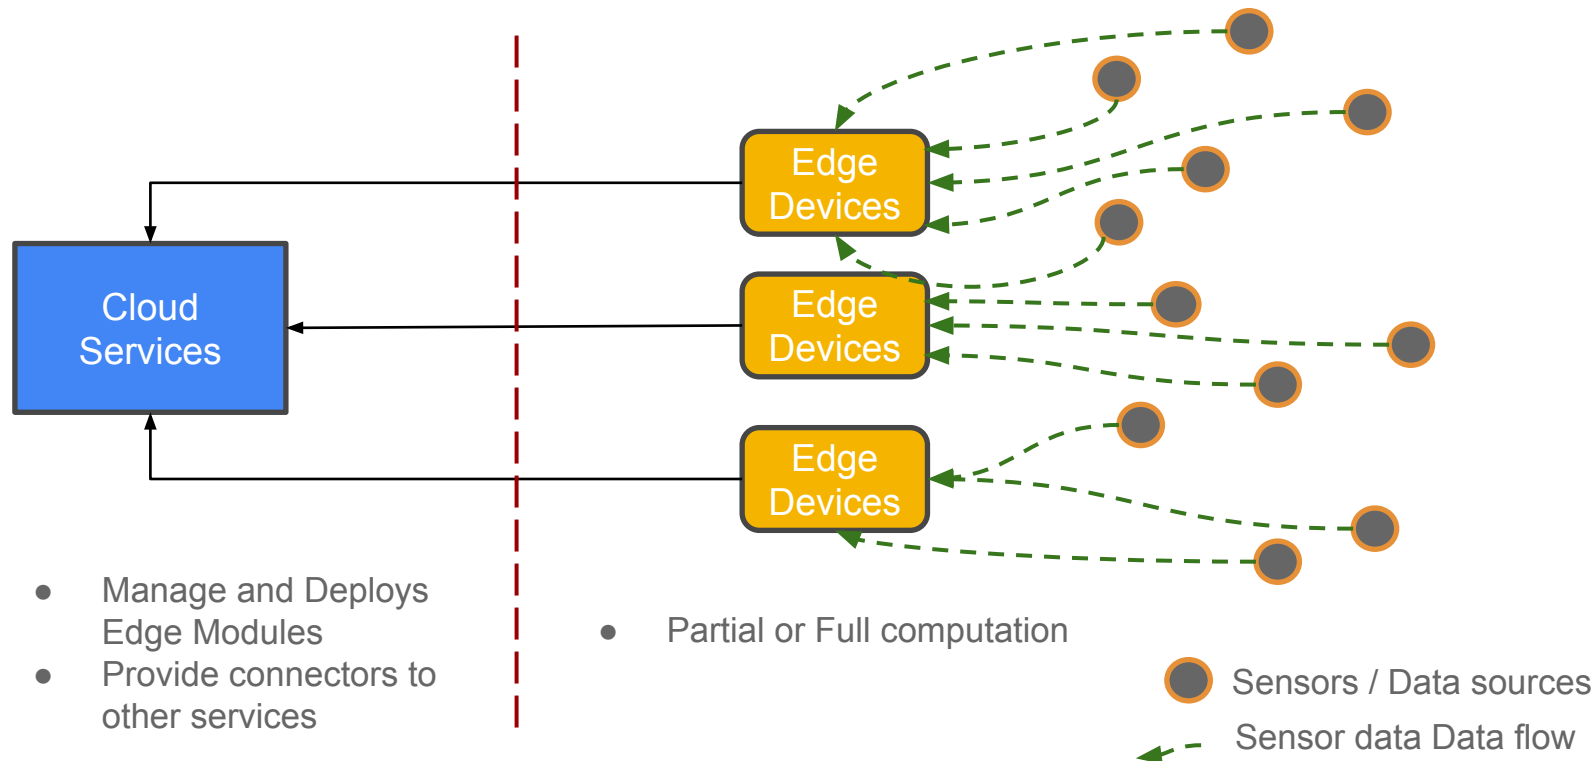 Edge
Devices
Cloud
Services
Edge
Devices
Edge
Devices
● Manage and Deploys
Edge Modules
● Provide connectors to
other services
● Partial or Full computation
Sensors / Data sources
Sensor data Data flow